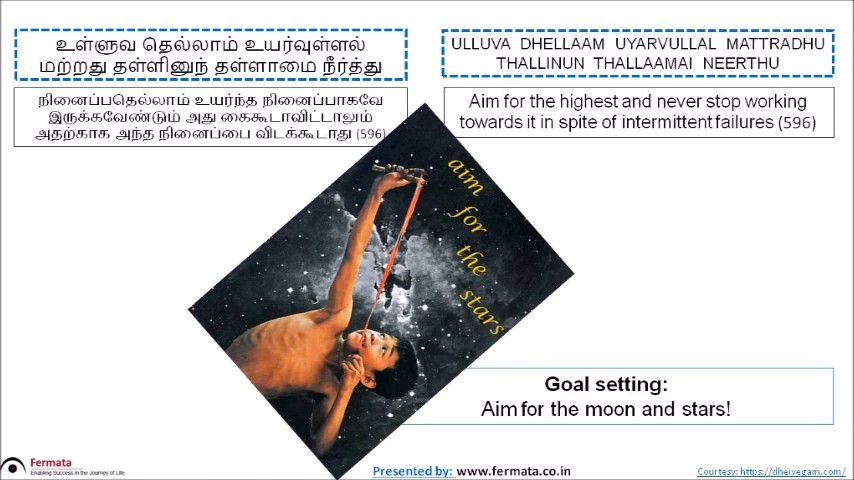 உள்ளுவ தெல்லாம் உயர்வுள்ளல்
மற்றது தள்ளினுந் தள்ளாமை நீர்த்து
ULLUVA DHELLAAM UYARVULLAL MATTRADHU
THALLINUN THALLAAMAI NEERTHU
நினைப்பதெல்லாம் உயர்ந்த நினைப்பாகவே
இருக்கவேண்டும் அது கைகூடாவிட்டாலும்
அதற்காக அந்த நினைப்பை விடக்கூடாது (596)
Aim for the highest and never stop working
towards it in spite of intermittent failures (596)
aim
for
the
stars
Goal setting:
Aim for the moon and stars!
Fermata
Enabling Success in the Journey of Life
Presented by: www.fermata.co.in
Courtesy: https://dheivegam.com/